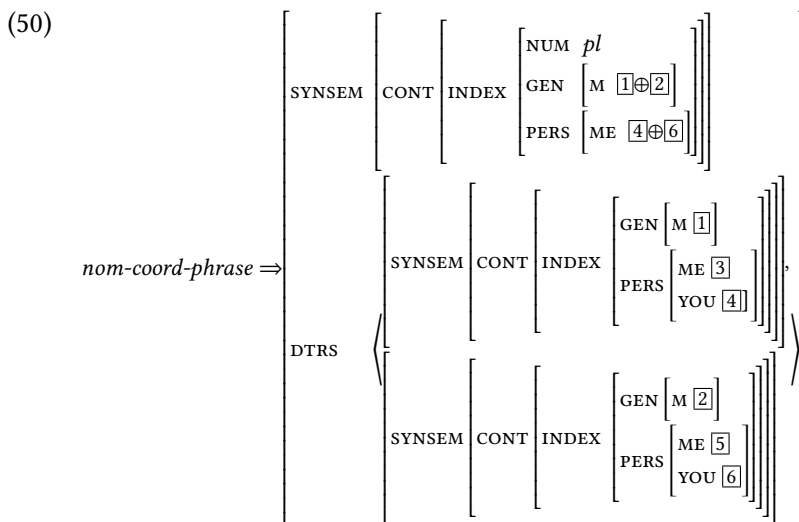 (50)
NUM pl
SYNSEM CONT INDEX GEN [M 1⊕2]
PERS [ME 4⊕6]
GEN [M 1]
SYNSEM CONT INDEX PERS ME 3
YOU 4
nom-coord-phrase ⇒
DTRS ⟨ , ⟩
GEN [M 2]
SYNSEM CONT INDEX PERS ME 5
YOU 6